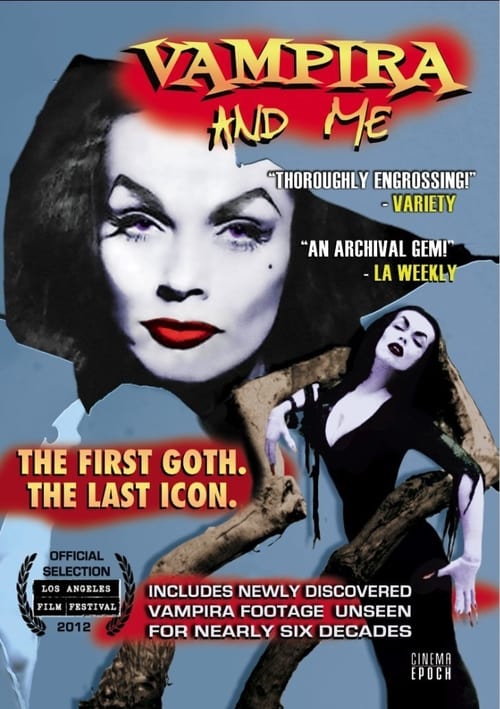 VAMPIRA
AND ME
"THOROUGHLY ENGROSSING!"
- VARIETY
"AN ARCHIVAL GEM!"
- LA WEEKLY
THE FIRST GOTH.
THE LAST ICON.
OFFICIAL
SELECTION
LOS ANGELES
FILM FESTIVAL
2012
INCLUDES NEWLY DISCOVERED
VAMPIRA FOOTAGE UNSEEN
FOR NEARLY SIX DECADES
CINEMA
EPOCH